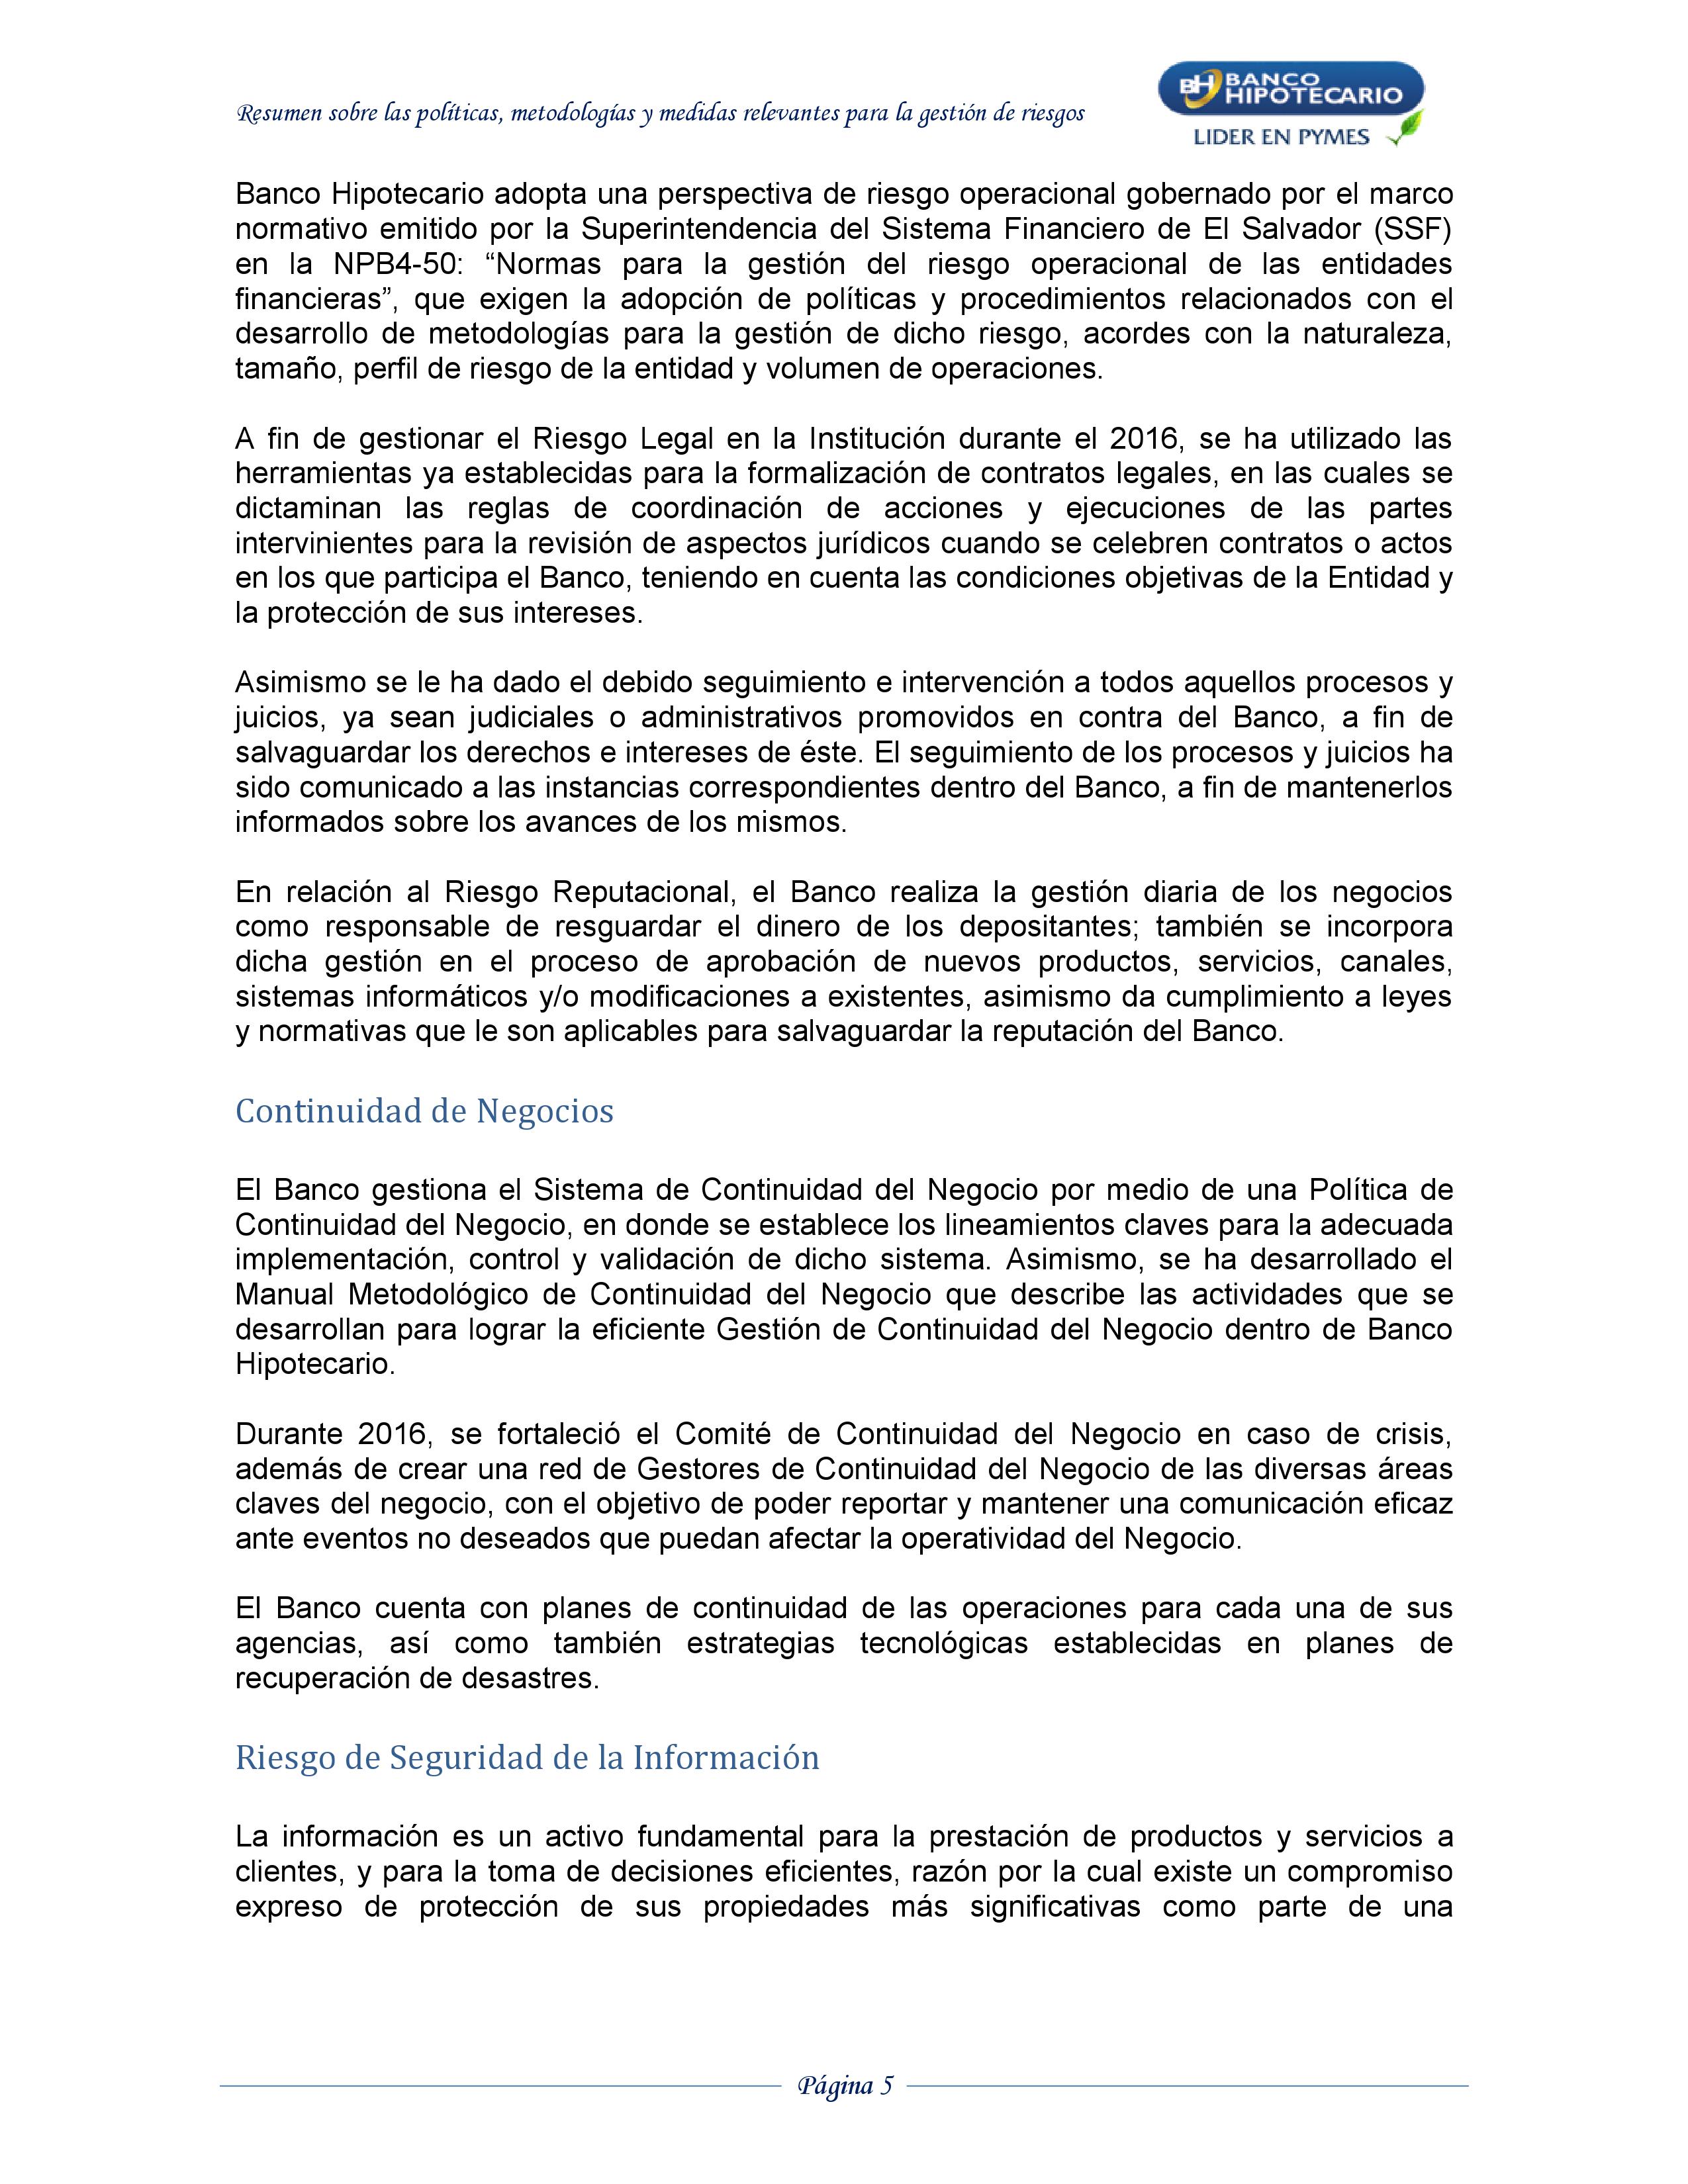 Resumen sobre las políticas, metodologías y medidas relevantes para la gestión de riesgos
BH BANCO
HIPOTECARIO
LIDER EN PYMES
Banco Hipotecario adopta una perspectiva de riesgo operacional gobernado por el marco
normativo emitido por la Superintendencia del Sistema Financiero de El Salvador (SSF)
en la NPB4-50: “Normas para la gestión del riesgo operacional de las entidades
financieras”, que exigen la adopción de políticas y procedimientos relacionados con el
desarrollo de metodologías para la gestión de dicho riesgo, acordes con la naturaleza,
tamaño, perfil de riesgo de la entidad y volumen de operaciones.
A fin de gestionar el Riesgo Legal en la Institución durante el 2016, se ha utilizado las
herramientas ya establecidas para la formalización de contratos legales, en las cuales se
dictaminan las reglas de coordinación de acciones y ejecuciones de las partes
intervinientes para la revisión de aspectos jurídicos cuando se celebren contratos o actos
en los que participa el Banco, teniendo en cuenta las condiciones objetivas de la Entidad y
la protección de sus intereses.
Asimismo se le ha dado el debido seguimiento e intervención a todos aquellos procesos y
juicios, ya sean judiciales o administrativos promovidos en contra del Banco, a fin de
salvaguardar los derechos e intereses de éste. El seguimiento de los procesos y juicios ha
sido comunicado a las instancias correspondientes dentro del Banco, a fin de mantenerlos
informados sobre los avances de los mismos.
En relación al Riesgo Reputacional, el Banco realiza la gestión diaria de los negocios
como responsable de resguardar el dinero de los depositantes; también se incorpora
dicha gestión en el proceso de aprobación de nuevos productos, servicios, canales,
sistemas informáticos y/o modificaciones a existentes, asimismo da cumplimiento a leyes
y normativas que le son aplicables para salvaguardar la reputación del Banco.
Continuidad de Negocios
El Banco gestiona el Sistema de Continuidad del Negocio por medio de una Política de
Continuidad del Negocio, en donde se establece los lineamientos claves para la adecuada
implementación, control y validación de dicho sistema. Asimismo, se ha desarrollado el
Manual Metodológico de Continuidad del Negocio que describe las actividades que se
desarrollan para lograr la eficiente Gestión de Continuidad del Negocio dentro de Banco
Hipotecario.
Durante 2016, se fortaleció el Comité de Continuidad del Negocio en caso de crisis,
además de crear una red de Gestores de Continuidad del Negocio de las diversas áreas
claves del negocio, con el objetivo de poder reportar y mantener una comunicación eficaz
ante eventos no deseados que puedan afectar la operatividad del Negocio.
El Banco cuenta con planes de continuidad de las operaciones para cada una de sus
agencias, así como también estrategias tecnológicas establecidas en planes de
recuperación de desastres.
Riesgo de Seguridad de la Información
La información es un activo fundamental para la prestación de productos y servicios a
clientes, y para la toma de decisiones eficientes, razón por la cual existe un compromiso
expreso de protección de sus propiedades más significativas como parte de una
Página 5